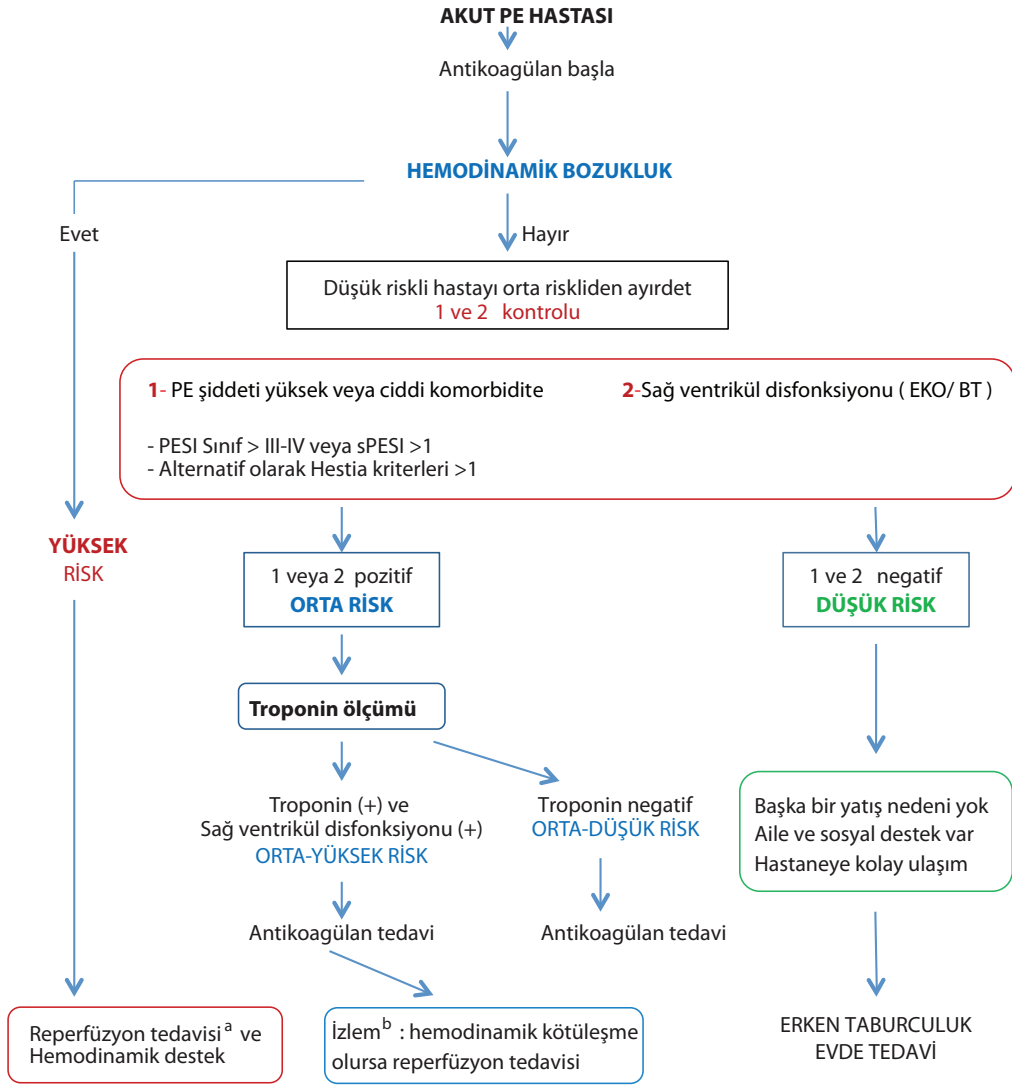 AKUT PE HASTASI
Antikoagülan başla
HEMODİNAMİK BOZUKLUK
Evet
Hayır
Düşük riskli hastayı orta riskliden ayırdet
1 ve 2 kontrolu
1- PE şiddeti yüksek veya ciddi komorbidite
2-Sağ ventrikül disfonksiyonu ( EKO/ BT )
- PESI Sınıf > III-IV veya sPESI >1
- Alternatif olarak Hestia kriterleri >1
YÜKSEK
RİSK
1 veya 2 pozitif
ORTA RİSK
1 ve 2 negatif
DÜŞÜK RİSK
Troponin ölçümü
Troponin (+) ve
Sağ ventrikül disfonksiyonu (+)
ORTA-YÜKSEK RİSK
Troponin negatif
ORTA-DÜŞÜK RİSK
Başka bir yatış nedeni yok
Aile ve sosyal destek var
Hastaneye kolay ulaşım
Antikoagülan tedavi
Antikoagülan tedavi
Reperfüzyon tedavisi a ve
Hemodinamik destek
İzlem b : hemodinamik kötüleşme
olursa reperfüzyon tedavisi
ERKEN TABURCULUK
EVDE TEDAVİ